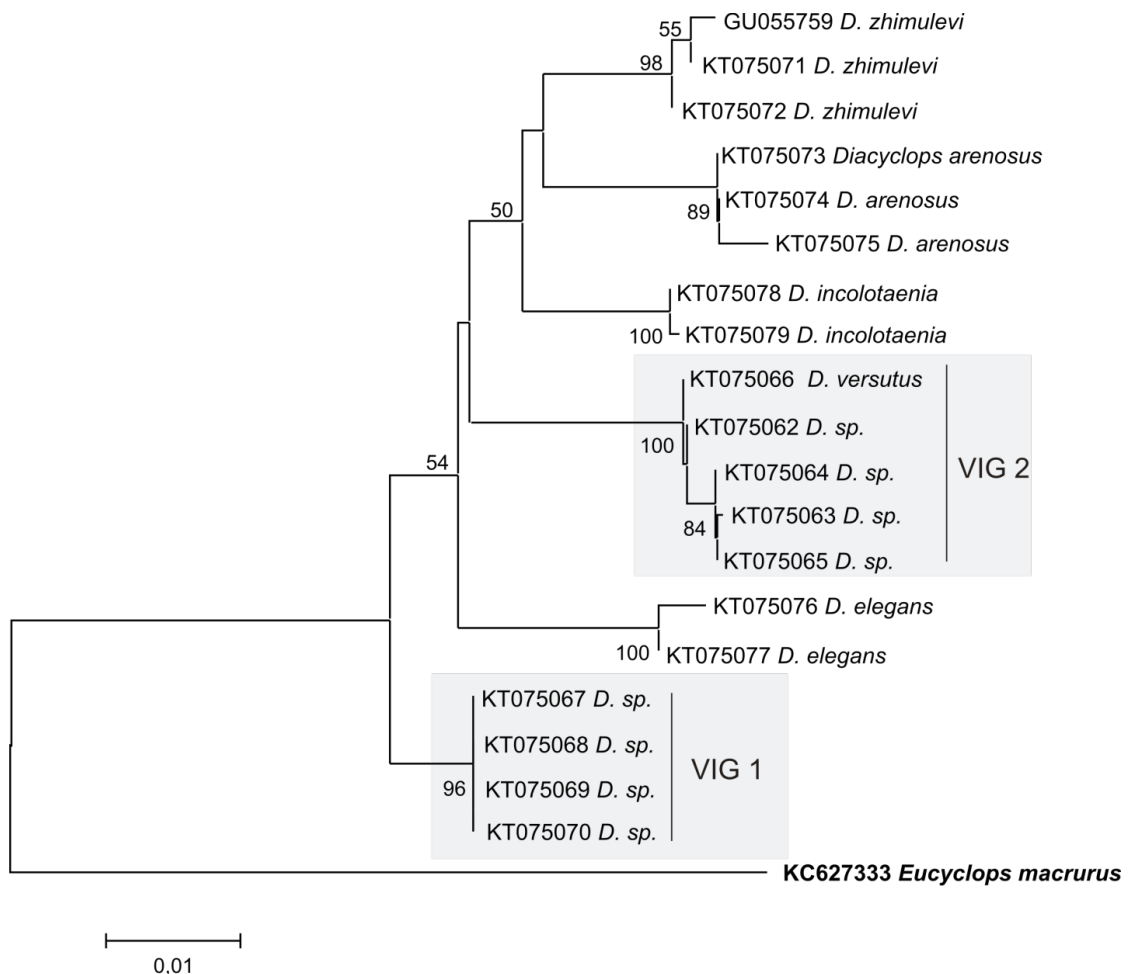 GU055759 D. zhimulevi
55
98
KT075071 D. zhimulevi
KT075072 D. zhimulevi
KT075073 Diacyclops arenosus
KT075074 D. arenosus
50
89
KT075075 D. arenosus
KT075078 D. incolotaenia
100
KT075079 D. incolotaenia
KT075066 D. versutus
KT075062 D. sp.
100
VIG 2
54
KT075064 D. sp.
KT075063 D. sp.
84
KT075065 D. sp.
KT075076 D. elegans
100
KT075077 D. elegans
KT075067 D. sp.
KT075068 D. sp.
VIG 1
96
KT075069 D. sp.
KT075070 D. sp.
KC627333 Eucyclops macrurus
0,01